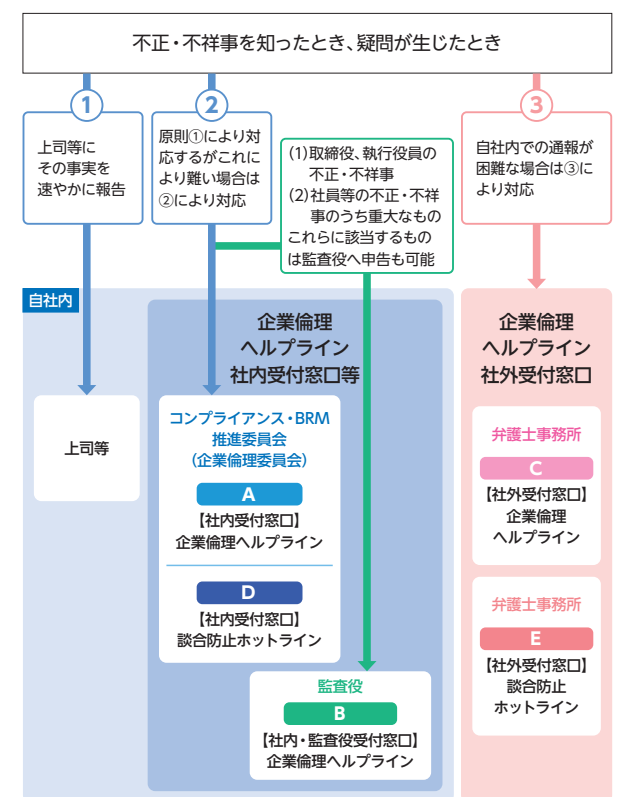 不正・不祥事を知ったとき、疑問が生じたとき
1
上司等に
その事実を
速やかに報告
2
原則①により対
応するがこれに
より難い場合は
②により対応
(1)取締役、執行役員の
不正・不祥事
(2)社員等の不正・不祥
事のうち重大なもの
これらに該当するもの
は監査役へ申告も可能
3
自社内での通報が
困難な場合は③に
より対応
自社内
上司等
企業倫理
ヘルプライン
社内受付窓口等
コンプライアンス・BRM
推進委員会
(企業倫理委員会)
A
【社内受付窓口】
企業倫理ヘルプライン
D
【社内受付窓口】
談合防止ホットライン
監査役
B
【社内・監査役受付窓口】
企業倫理ヘルプライン
企業倫理
ヘルプライン
社外受付窓口
弁護士事務所
C
【社外受付窓口】
企業倫理
ヘルプライン
弁護士事務所
E
【社外受付窓口】
談合防止
ホットライン